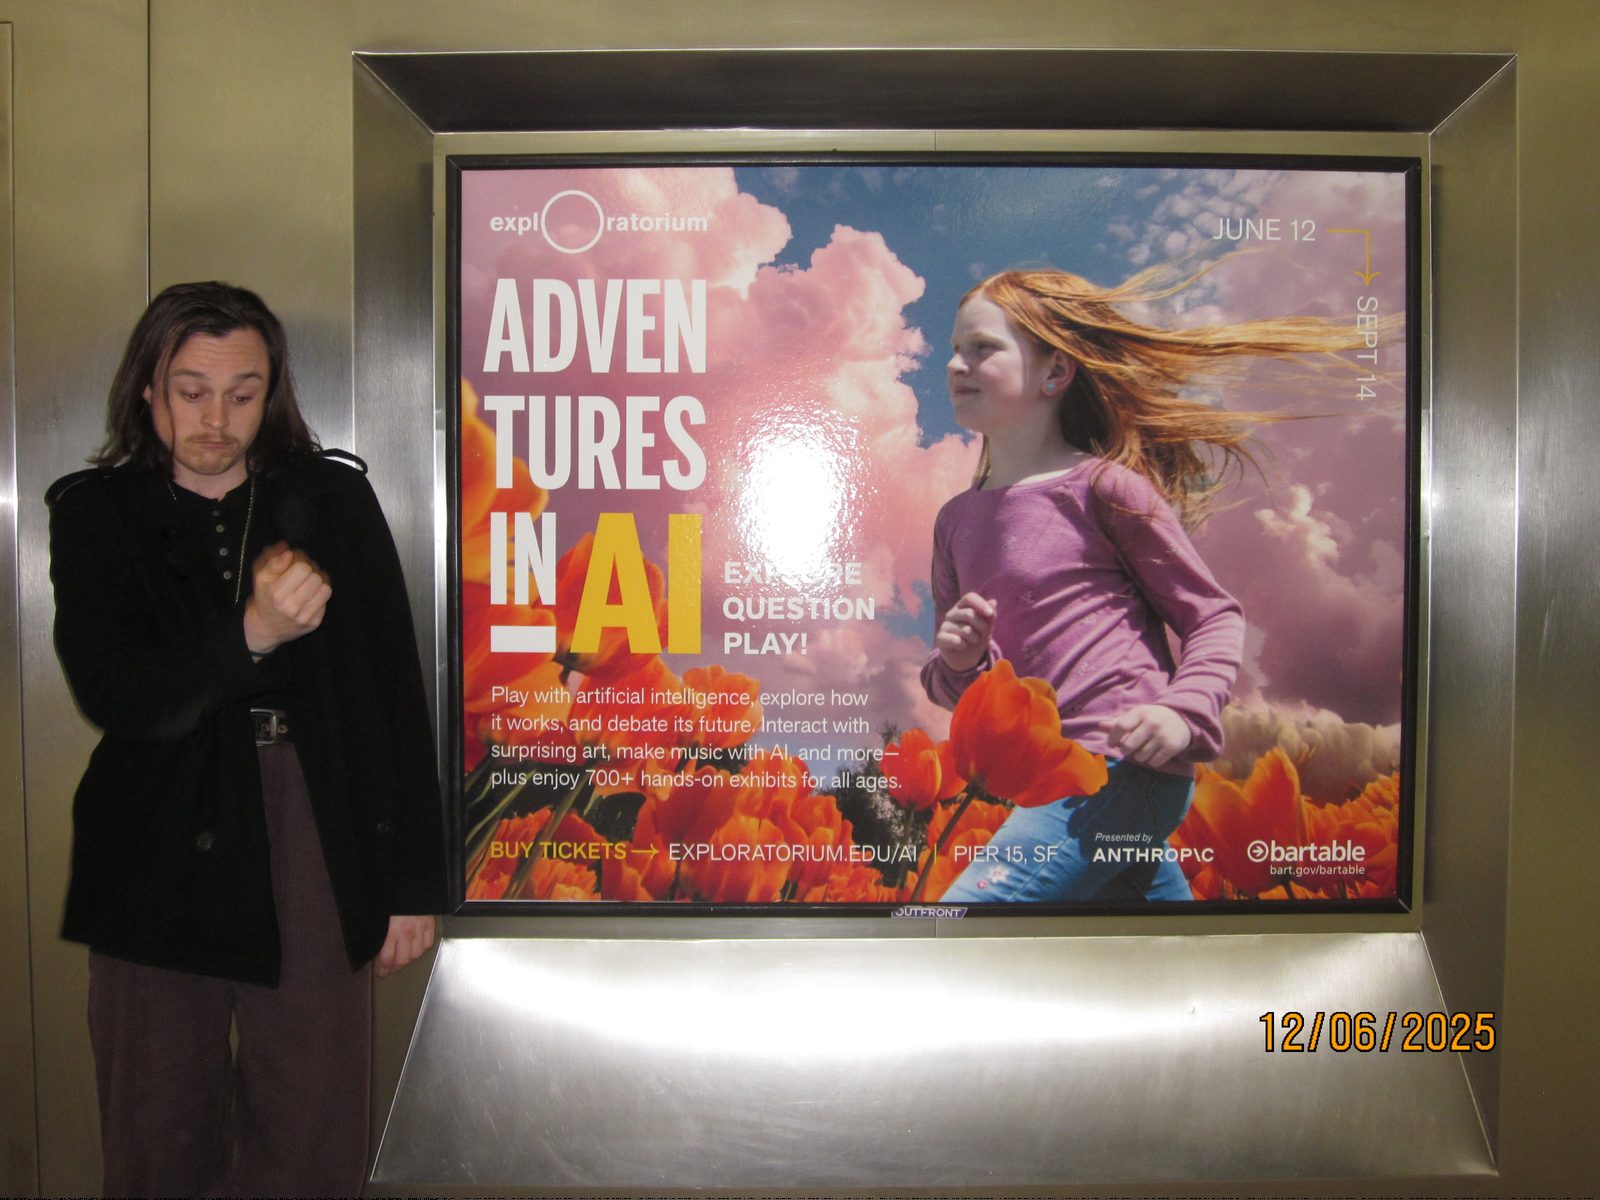 explOratorium
JUNE 12
SEPT 14
ADVEN
TURES
IN AI
EXPLORE
QUESTION
PLAY!
Play with artificial intelligence, explore how
it works, and debate its future. Interact with
surprising art, make music with AI, and more—
plus enjoy 700+ hands-on exhibits for all ages.
BUY TICKETS → EXPLORATORIUM.EDU/AI | PIER 15, SF
Presented by
ANTHROP\C
bartable
bart.gov/bartable
OUTFRONT
12/06/2025